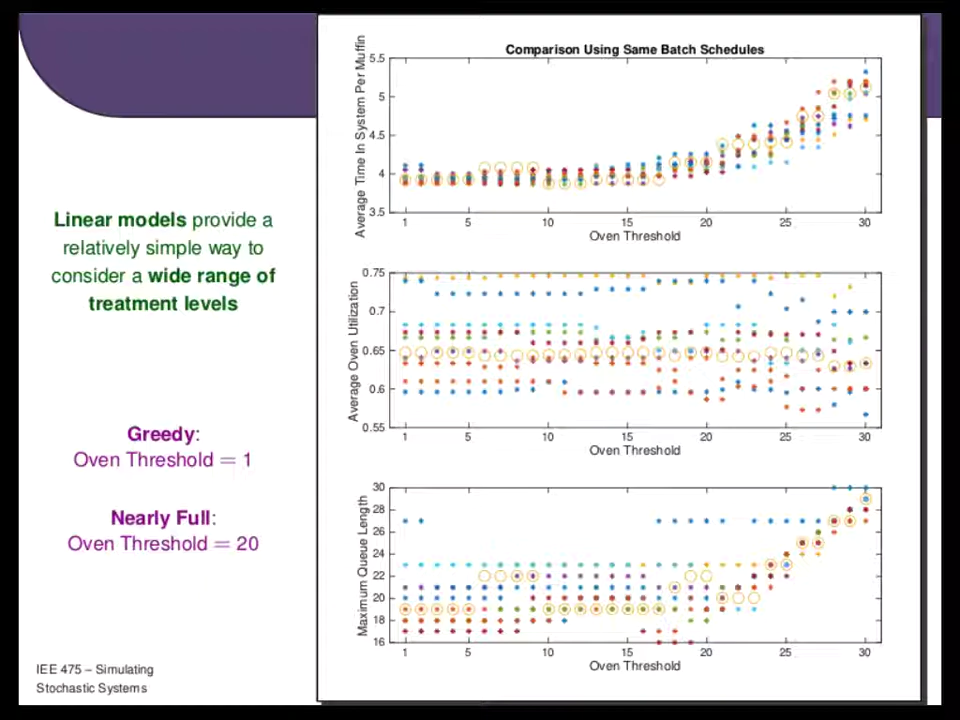 Linear models provide a
relatively simple way to
consider a wide range of
treatment levels
Greedy:
Oven Threshold = 1
Nearly Full:
Oven Threshold = 20
IEE 475 – Simulating
Stochastic Systems
Comparison Using Same Batch Schedules
Average Time In System Per Muffin
5.5
5
4.5
4
3.5
1 5 10 15 20 25 30
Oven Threshold
Average Oven Utilization
0.75
0.7
0.65
0.6
0.55
1 5 10 15 20 25 30
Oven Threshold
Maximum Queue Length
30
28
26
24
22
20
18
16
1 5 10 15 20 25 30
Oven Threshold